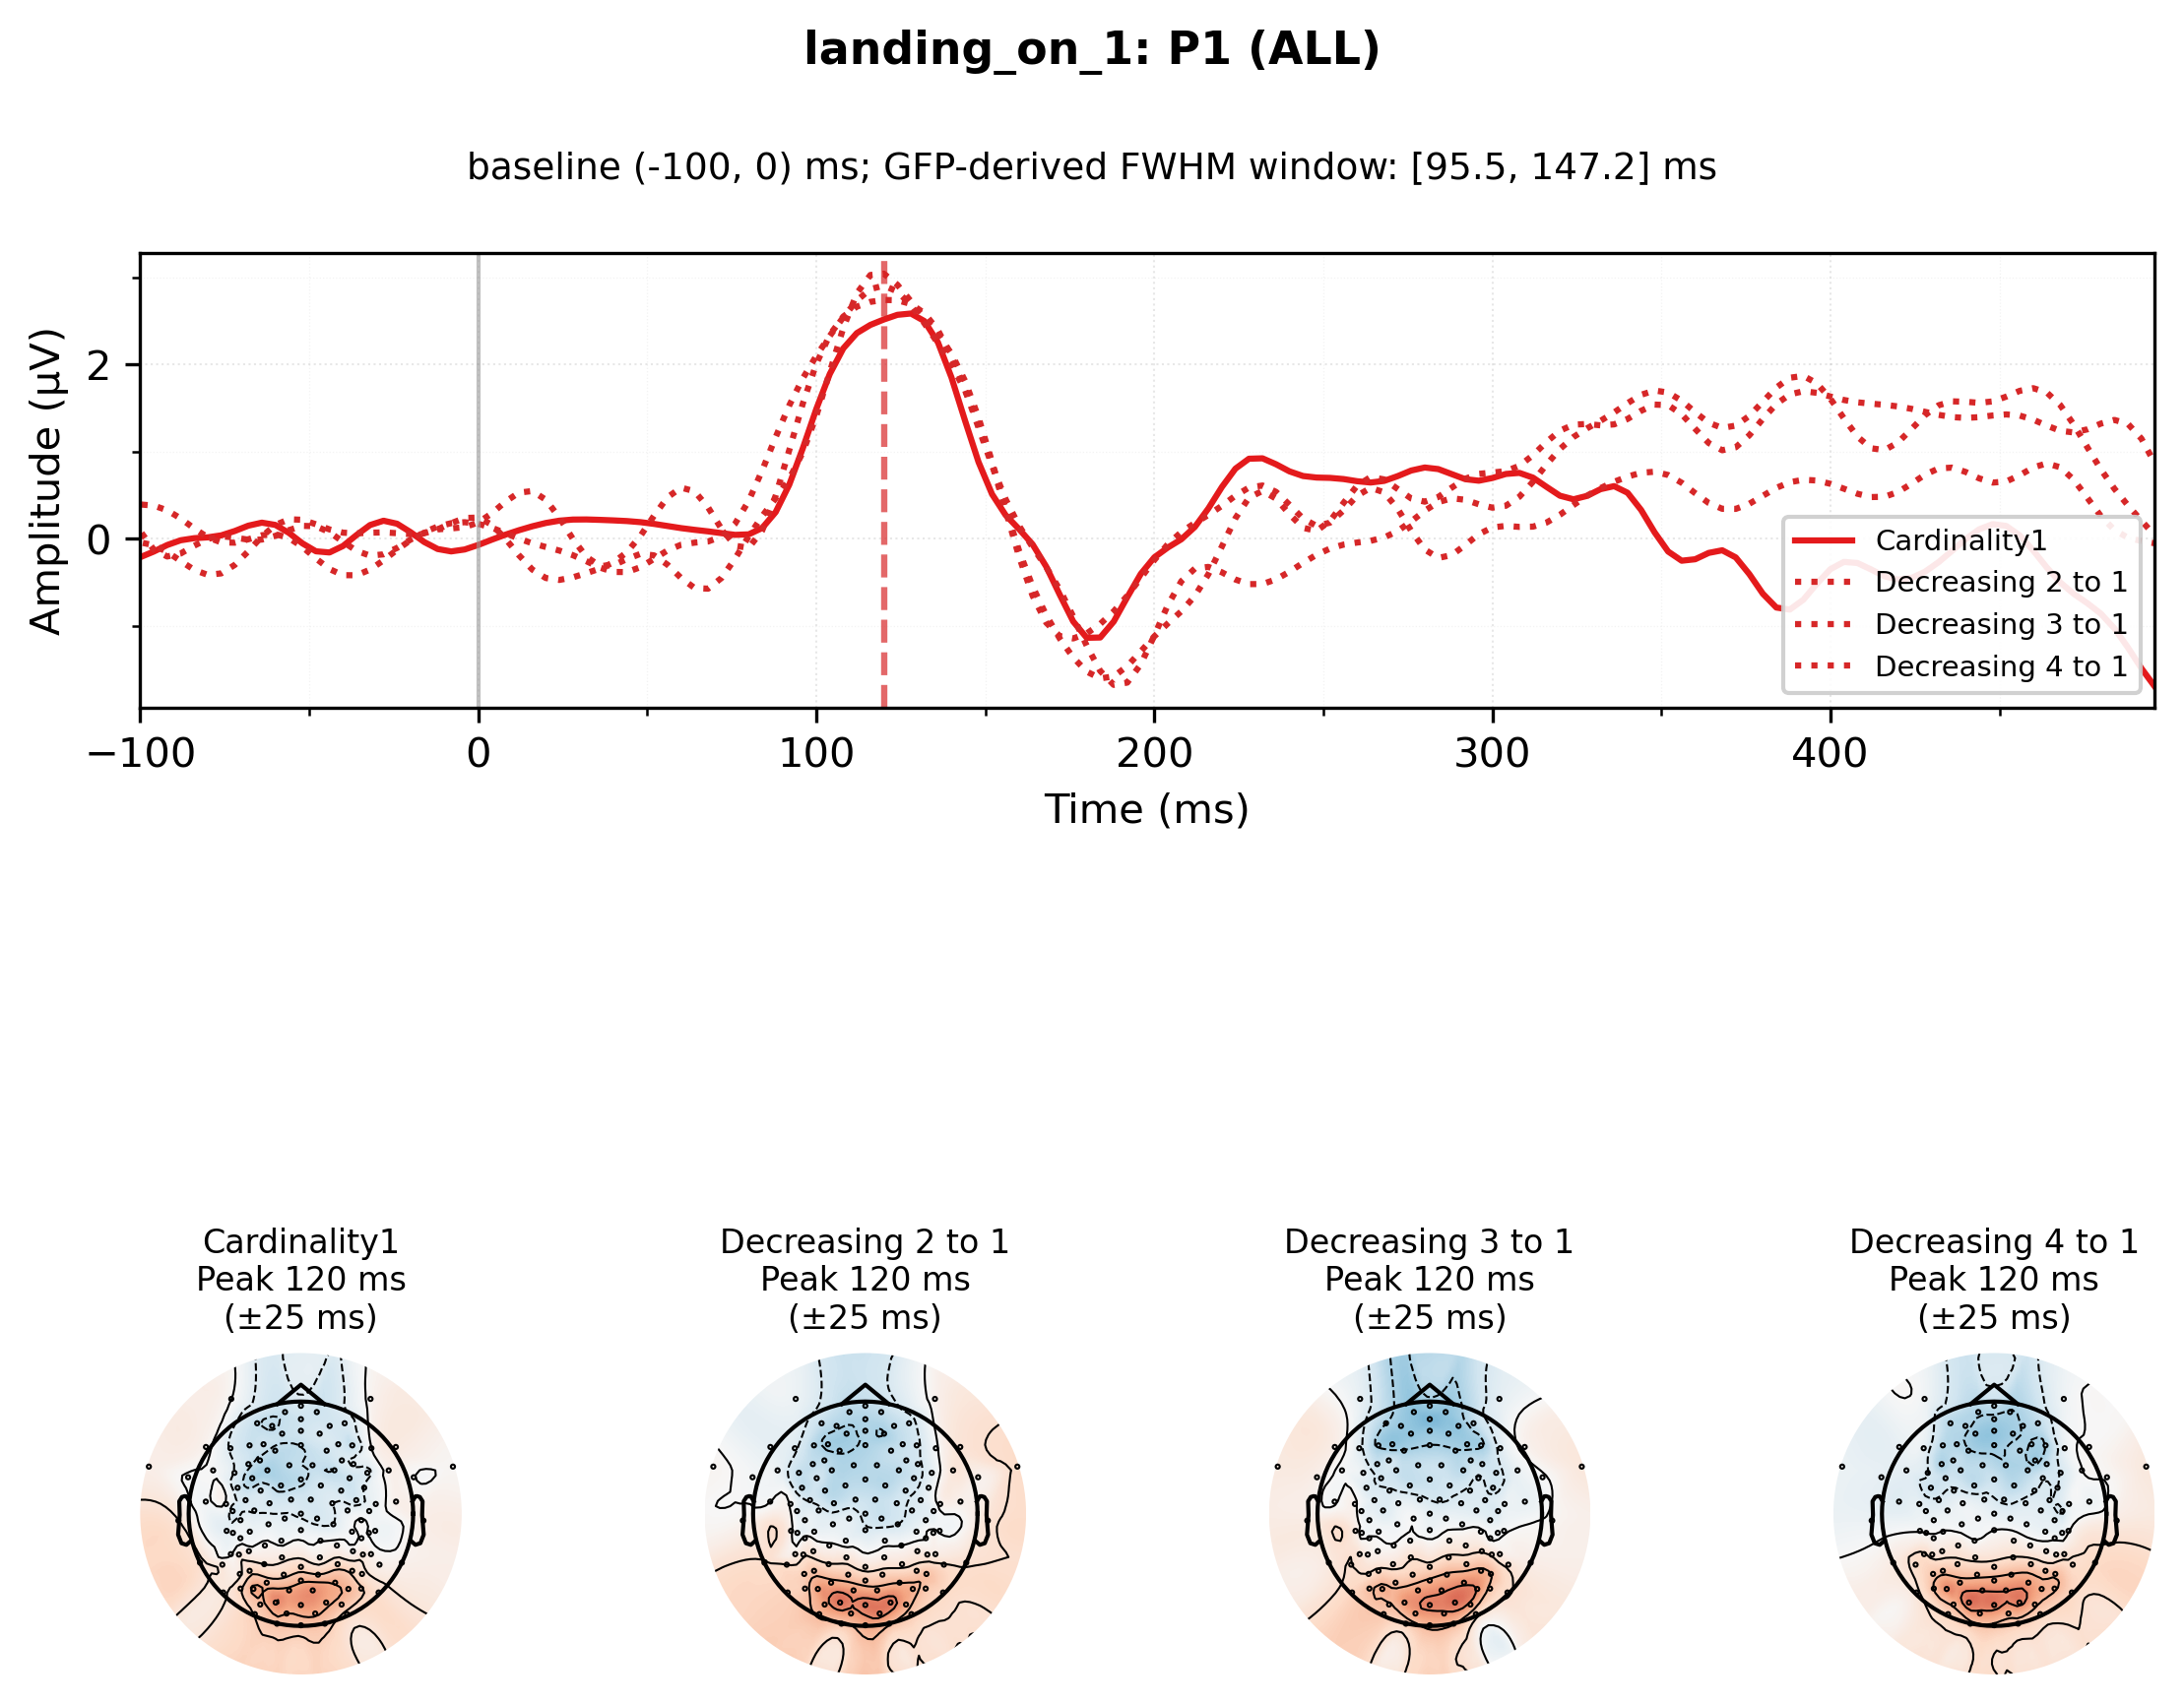 landing_on_1: P1 (ALL)
baseline (-100, 0) ms; GFP-derived FWHM window: [95.5, 147.2] ms
Amplitude (µV)
2
0
−100 0 100 200 300 400
Time (ms)
Cardinality1
Decreasing 2 to 1
Decreasing 3 to 1
Decreasing 4 to 1
Cardinality1
Peak 120 ms
(±25 ms)
Decreasing 2 to 1
Peak 120 ms
(±25 ms)
Decreasing 3 to 1
Peak 120 ms
(±25 ms)
Decreasing 4 to 1
Peak 120 ms
(±25 ms)